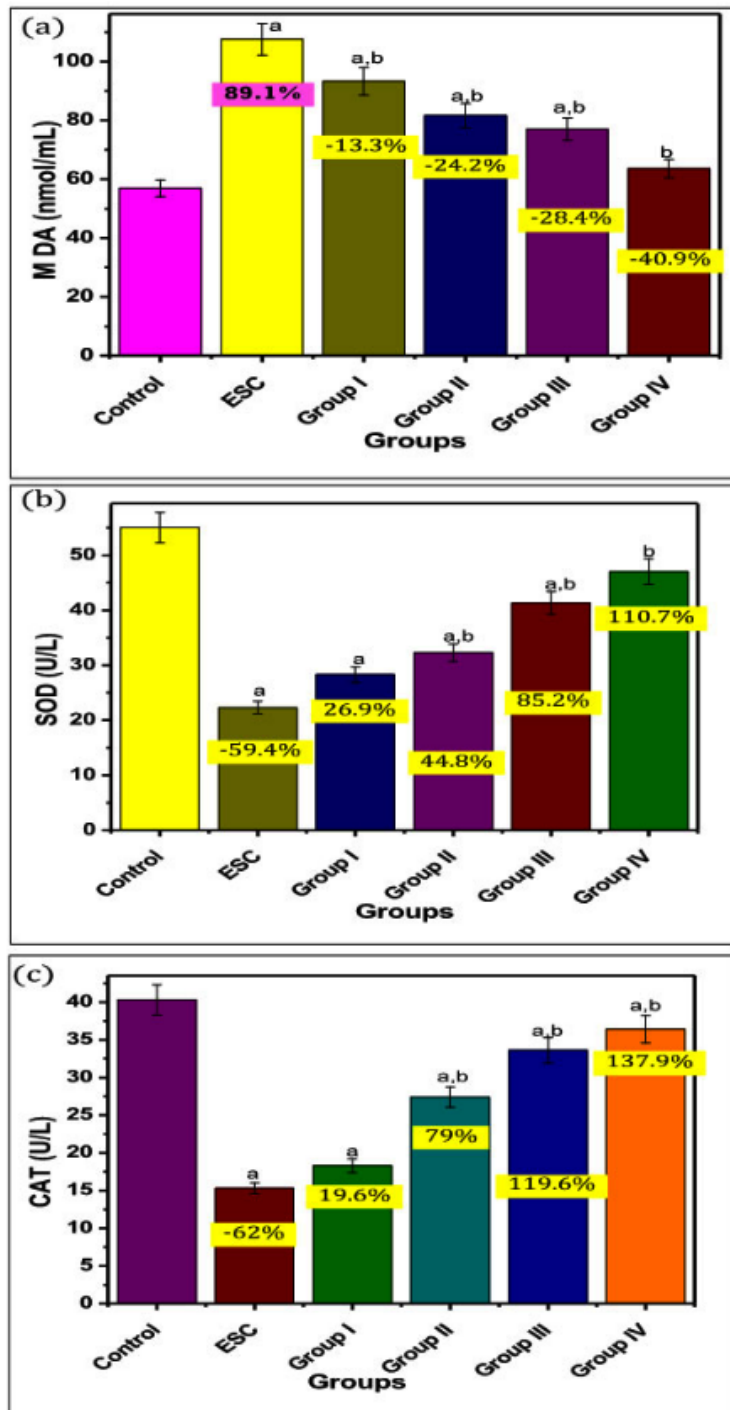 (a)
M DA (nmol/mL)
100
80
60
40
20
0
a
a,b
a,b
a,b
b
89.1%
-13.3%
-24.2%
-28.4%
-40.9%
Control
ESC
Group I
Group II
Group III
Group IV
Groups
(b)
SOD (U/L)
50
40
30
20
10
0
a
a
a,b
a,b
b
-59.4%
26.9%
44.8%
85.2%
110.7%
Control
ESC
Group I
Group II
Group III
Group IV
Groups
(c)
CAT (U/L)
40
35
30
25
20
15
10
5
0
a
a
a,b
a,b
a,b
-62%
19.6%
79%
119.6%
137.9%
Control
ESC
Group I
Group II
Group III
Group IV
Groups